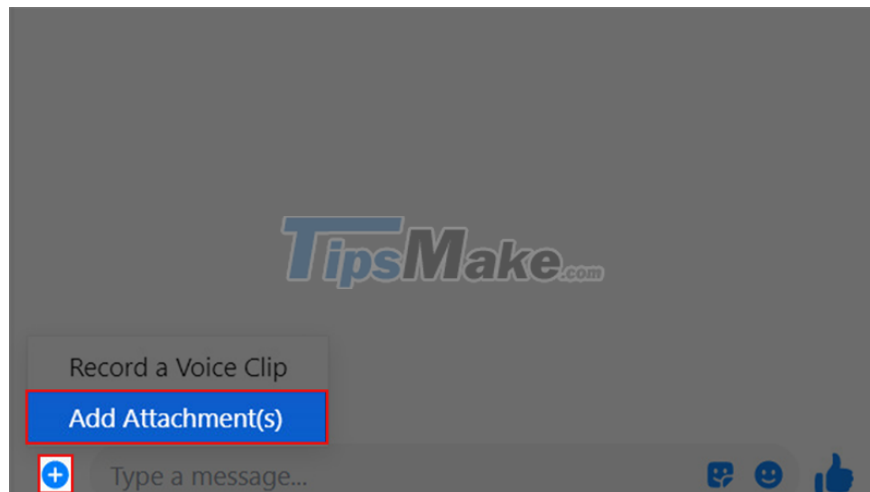 TipsMake.com
Record a Voice Clip
Add Attachment(s)
Type a message...